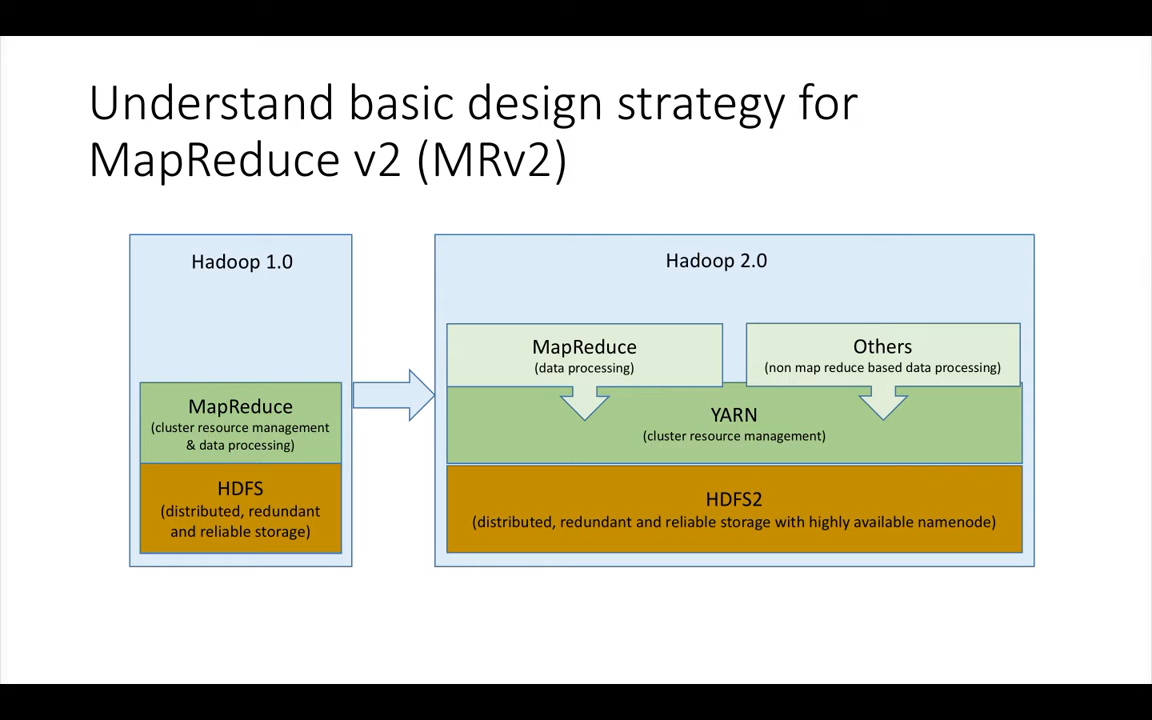 Understand basic design strategy for
MapReduce v2 (MRv2)
Hadoop 1.0
MapReduce
(cluster resource management
& data processing)
HDFS
(distributed, redundant
and reliable storage)
Hadoop 2.0
MapReduce
(data processing)
Others
(non map reduce based data processing)
YARN
(cluster resource management)
HDFS2
(distributed, redundant and reliable storage with highly available namenode)